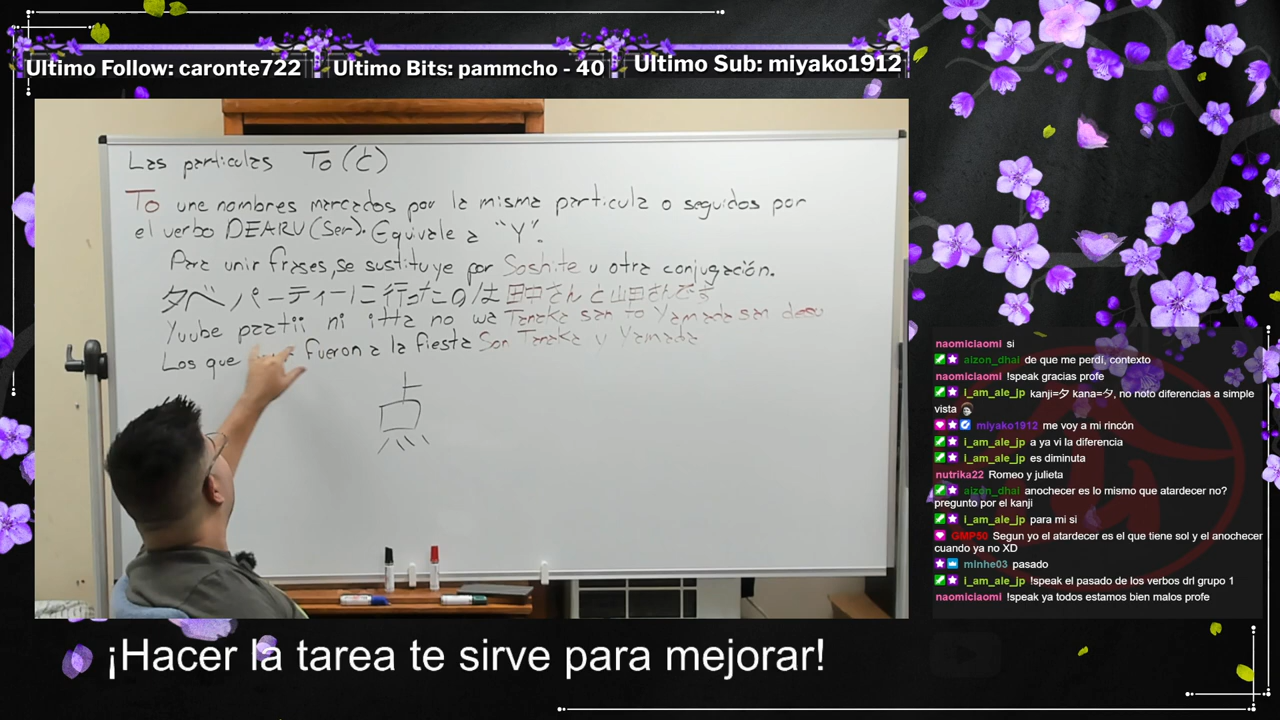 Ultimo Follow: caronte722
Ultimo Bits: pammcho - 40
Ultimo Sub: miyako1912
Las particulas To (と)
To une nombres marcados por la misma particula o seguidos por
el verbo DEARU (Ser). Equivale a "Y".
Para unir frases, se sustituye por Soshite u otra conjugación.
夕べ パーティーに行ったのは田中さんと山田さんです
Yuube paatii ni itta no wa Tanaka san to Yamada san desu
Los que fueron a la fiesta Son Tanaka y Yamada
naomiciaomi si
aizon_dhai de que me perdí, contexto
naomiciaomi !speak gracias profe
i_am_ale_jp kanji=夕 kana=タ, no noto diferencias a simple
vista
miyako1912 me voy a mi rincón
i_am_ale_jp a ya vi la diferencia
i_am_ale_jp es diminuta
nutrika22 Romeo y julieta
aizon_dhai anochecer es lo mismo que atardecer no?
pregunto por el kanji
i_am_ale_jp para mi si
GMP50 Segun yo el atardecer es el que tiene sol y el anochecer
cuando ya no XD
minhe03 pasado
i_am_ale_jp !speak el pasado de los verbos drl grupo 1
naomiciaomi !speak ya todos estamos bien malos profe
¡Hacer la tarea te sirve para mejorar!